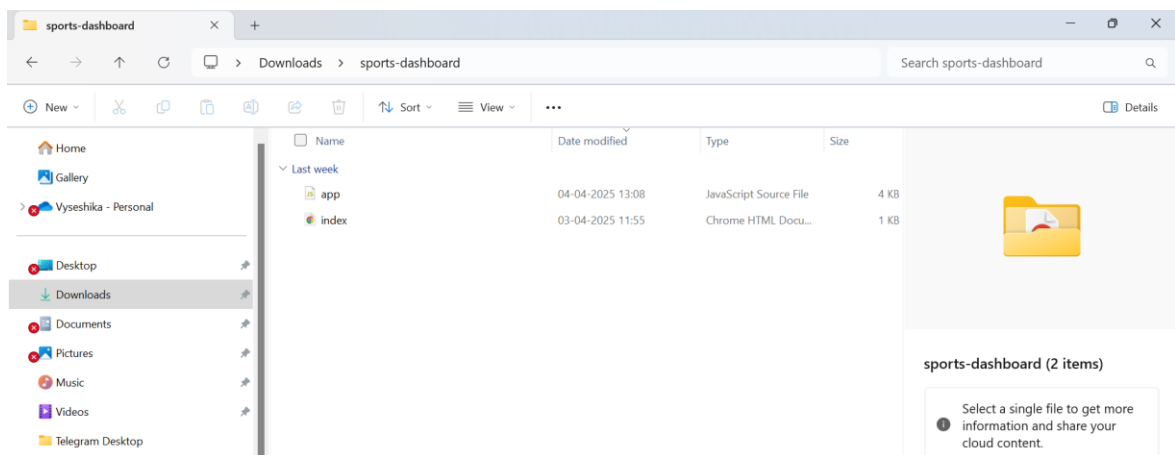 sports-dashboard
Downloads > sports-dashboard
Search sports-dashboard
New
Sort
View
Details
Home
Gallery
Vyseshika - Personal
Desktop
Downloads
Documents
Pictures
Music
Videos
Telegram Desktop
Name Date modified Type Size
Last week
app 04-04-2025 13:08 JavaScript Source File 4 KB
index 03-04-2025 11:55 Chrome HTML Docu... 1 KB
sports-dashboard (2 items)
Select a single file to get more
information and share your
cloud content.